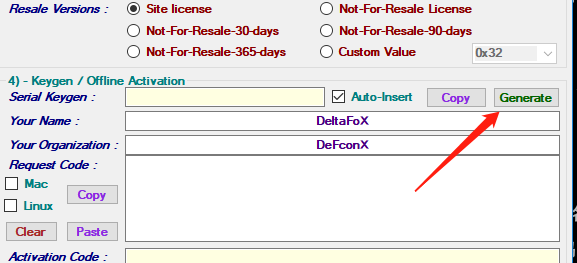 Resale Versions :
Site license
Not-For-Resale License
Not-For-Resale-30-days
Not-For-Resale-90-days
Not-For-Resale-365-days
Custom Value
0x32
4) - Keygen / Offline Activation
Serial Keygen :
Auto-Insert
Copy
Generate
Your Name :
DeltaFoX
Your Organization :
DeFconX
Request Code :
Mac
Linux
Copy
Clear
Paste
Activation Code :